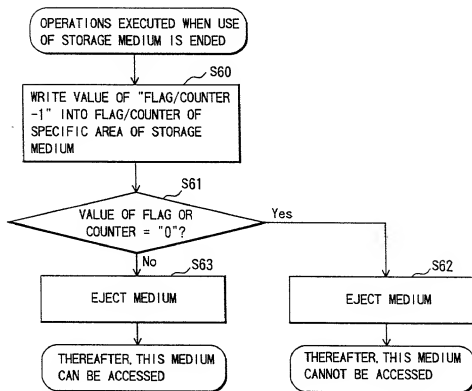 OPERATIONS EXECUTED WHEN USE
OF STORAGE MEDIUM IS ENDED
S60
WRITE VALUE OF "FLAG/COUNTER
-1" INTO FLAG/COUNTER OF
SPECIFIC AREA OF STORAGE
MEDIUM
S61
VALUE OF FLAG OR
COUNTER = "0"?
Yes
No
S63
S62
EJECT MEDIUM
EJECT MEDIUM
THEREAFTER, THIS MEDIUM
CAN BE ACCESSED
THEREAFTER, THIS MEDIUM
CANNOT BE ACCESSED